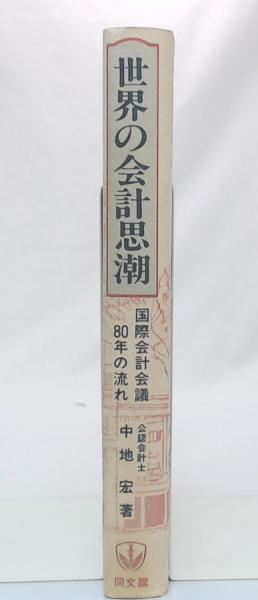 世界の会計思潮
国際会計会議
80年の流れ
公認会計士
中地宏著
同文舘